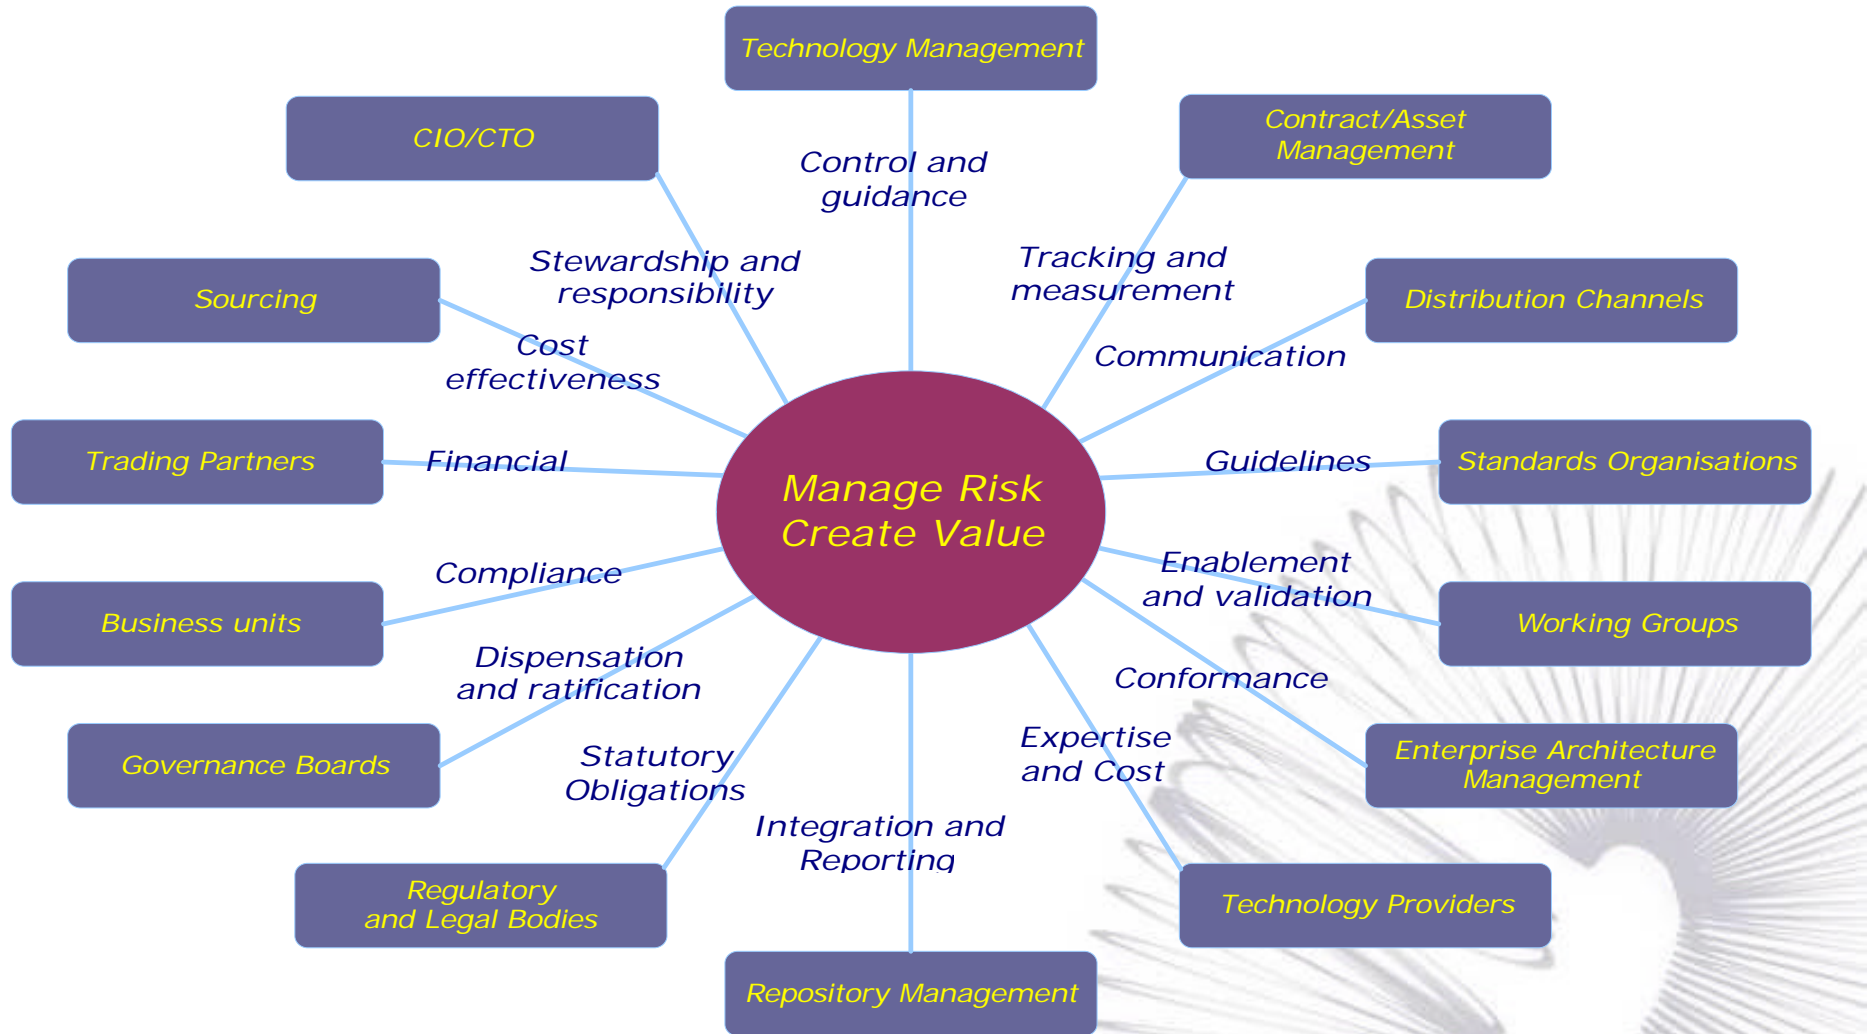 Technology Management
CIO/CTO
Contract/Asset
Management
Control and
guidance
Stewardship and
responsibility
Tracking and
measurement
Sourcing
Distribution Channels
Cost
effectiveness
Communication
Trading Partners
Financial
Guidelines
Standards Organisations
Manage Risk
Create Value
Compliance
Enablement
and validation
Business units
Working Groups
Dispensation
and ratification
Conformance
Governance Boards
Statutory
Obligations
Expertise
and Cost
Enterprise Architecture
Management
Integration and
Reporting
Regulatory
and Legal Bodies
Technology Providers
Repository Management